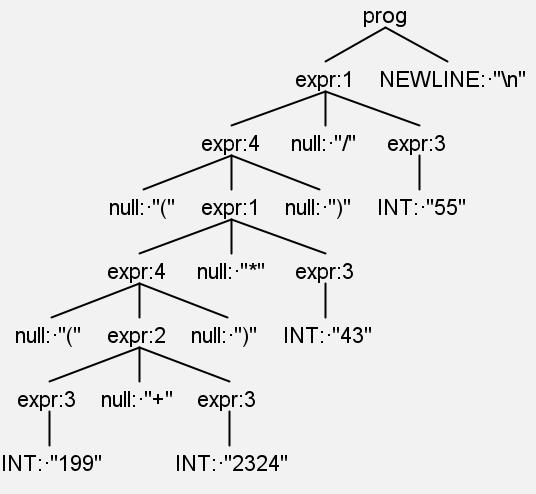 prog
expr:1 NEWLINE:·"\n"
expr:4 null:·"/" expr:3
null:·"(" expr:1 null:·")" INT:·"55"
expr:4 null:·"*" expr:3
null:·"(" expr:2 null:·")" INT:·"43"
expr:3 null:·"+" expr:3
INT:·"199" INT:·"2324"